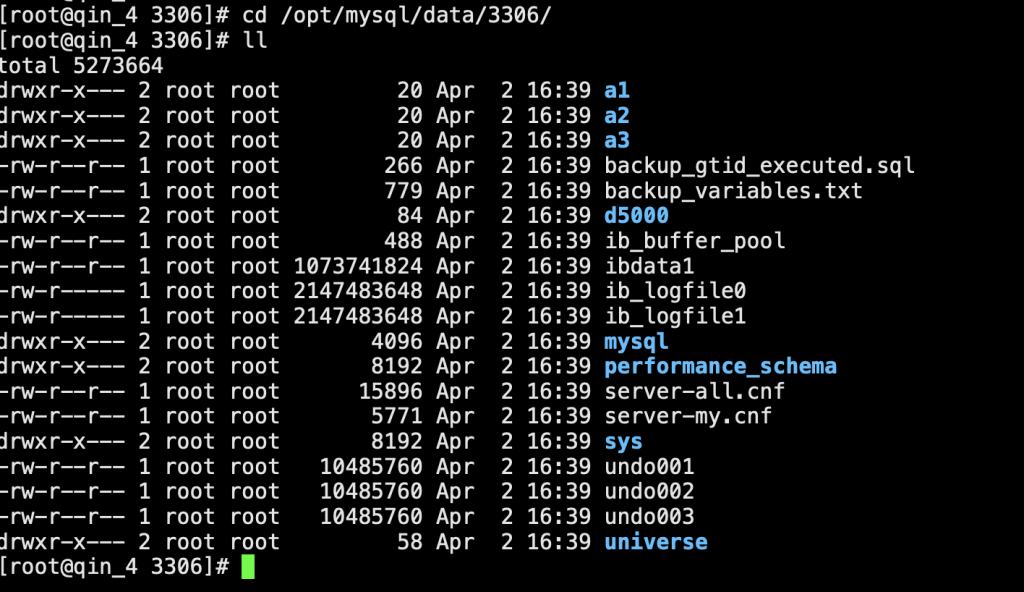 [root@qin_4 3306]# cd /opt/mysql/data/3306/
[root@qin_4 3306]# ll
total 5273664
drwxr-x--- 2 root root         20 Apr  2 16:39 a1
drwxr-x--- 2 root root         20 Apr  2 16:39 a2
drwxr-x--- 2 root root         20 Apr  2 16:39 a3
-rw-r--r-- 1 root root        266 Apr  2 16:39 backup_gtid_executed.sql
-rw-r--r-- 1 root root        779 Apr  2 16:39 backup_variables.txt
drwxr-x--- 2 root root         84 Apr  2 16:39 d5000
-rw-r--r-- 1 root root        488 Apr  2 16:39 ib_buffer_pool
-rw-r--r-- 1 root root 1073741824 Apr  2 16:39 ibdata1
-rw-r----- 1 root root 2147483648 Apr  2 16:39 ib_logfile0
-rw-r----- 1 root root 2147483648 Apr  2 16:39 ib_logfile1
drwxr-x--- 2 root root       4096 Apr  2 16:39 mysql
drwxr-x--- 2 root root       8192 Apr  2 16:39 performance_schema
-rw-r--r-- 1 root root      15896 Apr  2 16:39 server-all.cnf
-rw-r--r-- 1 root root       5771 Apr  2 16:39 server-my.cnf
drwxr-x--- 2 root root       8192 Apr  2 16:39 sys
-rw-r--r-- 1 root root   10485760 Apr  2 16:39 undo001
-rw-r--r-- 1 root root   10485760 Apr  2 16:39 undo002
-rw-r--r-- 1 root root   10485760 Apr  2 16:39 undo003
drwxr-x--- 2 root root         58 Apr  2 16:39 universe
[root@qin_4 3306]#